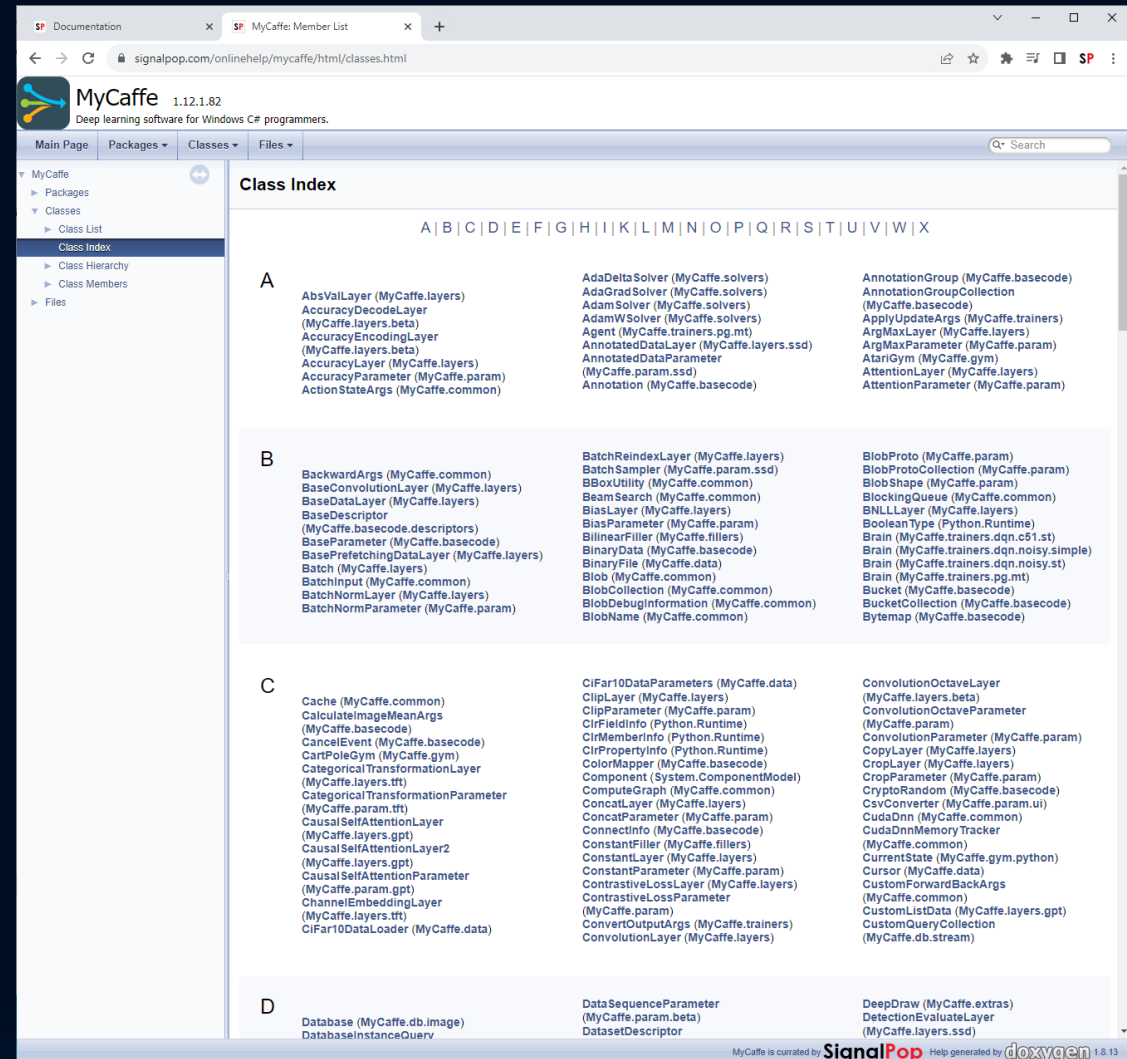 SP Documentation
SP MyCaffe: Member List
signalpop.com/onlinehelp/mycaffe/html/classes.html
SP
MyCaffe 1.12.1.82
Deep learning software for Windows C# programmers.
Main Page
Packages
Classes
Files
Search
MyCaffe
Packages
Classes
Class List
Class Index
Class Hierarchy
Class Members
Files
Class Index
A | B | C | D | E | F | G | H | I | K | L | M | N | O | P | Q | R | S | T | U | V | W | X
A
AbsValLayer (MyCaffe.layers)
AccuracyDecodeLayer
(MyCaffe.layers.beta)
AccuracyEncodingLayer
(MyCaffe.layers.beta)
AccuracyLayer (MyCaffe.layers)
AccuracyParameter (MyCaffe.param)
ActionStateArgs (MyCaffe.common)
AdaDeltaSolver (MyCaffe.solvers)
AdaGradSolver (MyCaffe.solvers)
AdamSolver (MyCaffe.solvers)
AdamWSolver (MyCaffe.solvers)
Agent (MyCaffe.trainers.pg.mt)
AnnotatedDataLayer (MyCaffe.layers.ssd)
AnnotatedDataParameter
(MyCaffe.param.ssd)
Annotation (MyCaffe.basecode)
AnnotationGroup (MyCaffe.basecode)
AnnotationGroupCollection
(MyCaffe.basecode)
ApplyUpdateArgs (MyCaffe.trainers)
ArgMaxLayer (MyCaffe.layers)
ArgMaxParameter (MyCaffe.param)
AtariGym (MyCaffe.gym)
AttentionLayer (MyCaffe.layers)
AttentionParameter (MyCaffe.param)
B
BackwardArgs (MyCaffe.common)
BaseConvolutionLayer (MyCaffe.layers)
BaseDataLayer (MyCaffe.layers)
BaseDescriptor
(MyCaffe.basecode.descriptors)
BaseParameter (MyCaffe.basecode)
BasePrefetchingDataLayer (MyCaffe.layers)
Batch (MyCaffe.layers)
BatchInput (MyCaffe.common)
BatchNormLayer (MyCaffe.layers)
BatchNormParameter (MyCaffe.param)
BatchReindexLayer (MyCaffe.layers)
BatchSampler (MyCaffe.param.ssd)
BBoxUtility (MyCaffe.common)
BeamSearch (MyCaffe.common)
BiasLayer (MyCaffe.layers)
BiasParameter (MyCaffe.param)
BilinearFiller (MyCaffe.fillers)
BinaryData (MyCaffe.basecode)
BinaryFile (MyCaffe.data)
Blob (MyCaffe.common)
BlobCollection (MyCaffe.common)
BlobDebugInformation (MyCaffe.common)
BlobName (MyCaffe.common)
BlobProto (MyCaffe.param)
BlobProtoCollection (MyCaffe.param)
BlobShape (MyCaffe.param)
BlockingQueue (MyCaffe.common)
BNLLLayer (MyCaffe.layers)
BooleanType (Python.Runtime)
Brain (MyCaffe.trainers.dqn.c51.st)
Brain (MyCaffe.trainers.dqn.noisy.simple)
Brain (MyCaffe.trainers.dqn.noisy.st)
Brain (MyCaffe.trainers.pg.mt)
Bucket (MyCaffe.basecode)
BucketCollection (MyCaffe.basecode)
Bytemap (MyCaffe.basecode)
C
Cache (MyCaffe.common)
CalculateImageMeanArgs
(MyCaffe.basecode)
CancelEvent (MyCaffe.basecode)
CartPoleGym (MyCaffe.gym)
CategoricalTransformationLayer
(MyCaffe.layers.tft)
CategoricalTransformationParameter
(MyCaffe.param.tft)
CausalSelfAttentionLayer
(MyCaffe.layers.gpt)
CausalSelfAttentionLayer2
(MyCaffe.layers.gpt)
CausalSelfAttentionParameter
(MyCaffe.param.gpt)
ChannelEmbeddingLayer
(MyCaffe.layers.tft)
CiFar10DataLoader (MyCaffe.data)
CiFar10DataParameters (MyCaffe.data)
ClipLayer (MyCaffe.layers)
ClipParameter (MyCaffe.param)
ClrFieldInfo (Python.Runtime)
ClrMemberInfo (Python.Runtime)
ClrPropertyInfo (Python.Runtime)
ColorMapper (MyCaffe.basecode)
Component (System.ComponentModel)
ComputeGraph (MyCaffe.common)
ConcatLayer (MyCaffe.layers)
ConcatParameter (MyCaffe.param)
ConnectInfo (MyCaffe.basecode)
ConstantFiller (MyCaffe.fillers)
ConstantLayer (MyCaffe.layers)
ConstantParameter (MyCaffe.param)
ContrastiveLossLayer (MyCaffe.layers)
ContrastiveLossParameter
(MyCaffe.param)
ConvertOutputArgs (MyCaffe.trainers)
ConvolutionLayer (MyCaffe.layers)
ConvolutionOctaveLayer
(MyCaffe.layers.beta)
ConvolutionOctaveParameter
(MyCaffe.param)
ConvolutionParameter (MyCaffe.param)
CopyLayer (MyCaffe.layers)
CropLayer (MyCaffe.layers)
CropParameter (MyCaffe.param)
CryptoRandom (MyCaffe.basecode)
CsvConverter (MyCaffe.param.ui)
CudaDnn (MyCaffe.common)
CudaDnnMemoryTracker
(MyCaffe.common)
CurrentState (MyCaffe.gym.python)
Cursor (MyCaffe.data)
CustomForwardBackArgs
(MyCaffe.common)
CustomListData (MyCaffe.layers.gpt)
CustomQueryCollection
(MyCaffe.db.stream)
D
Database (MyCaffe.db.image)
DatabaseInstanceQuery
DataSequenceParameter
(MyCaffe.param.beta)
DatasetDescriptor
DeepDraw (MyCaffe.extras)
DetectionEvaluateLayer
(MyCaffe.layers.ssd)
MyCaffe is currated by SignalPop Help generated by doxygen 1.8.13